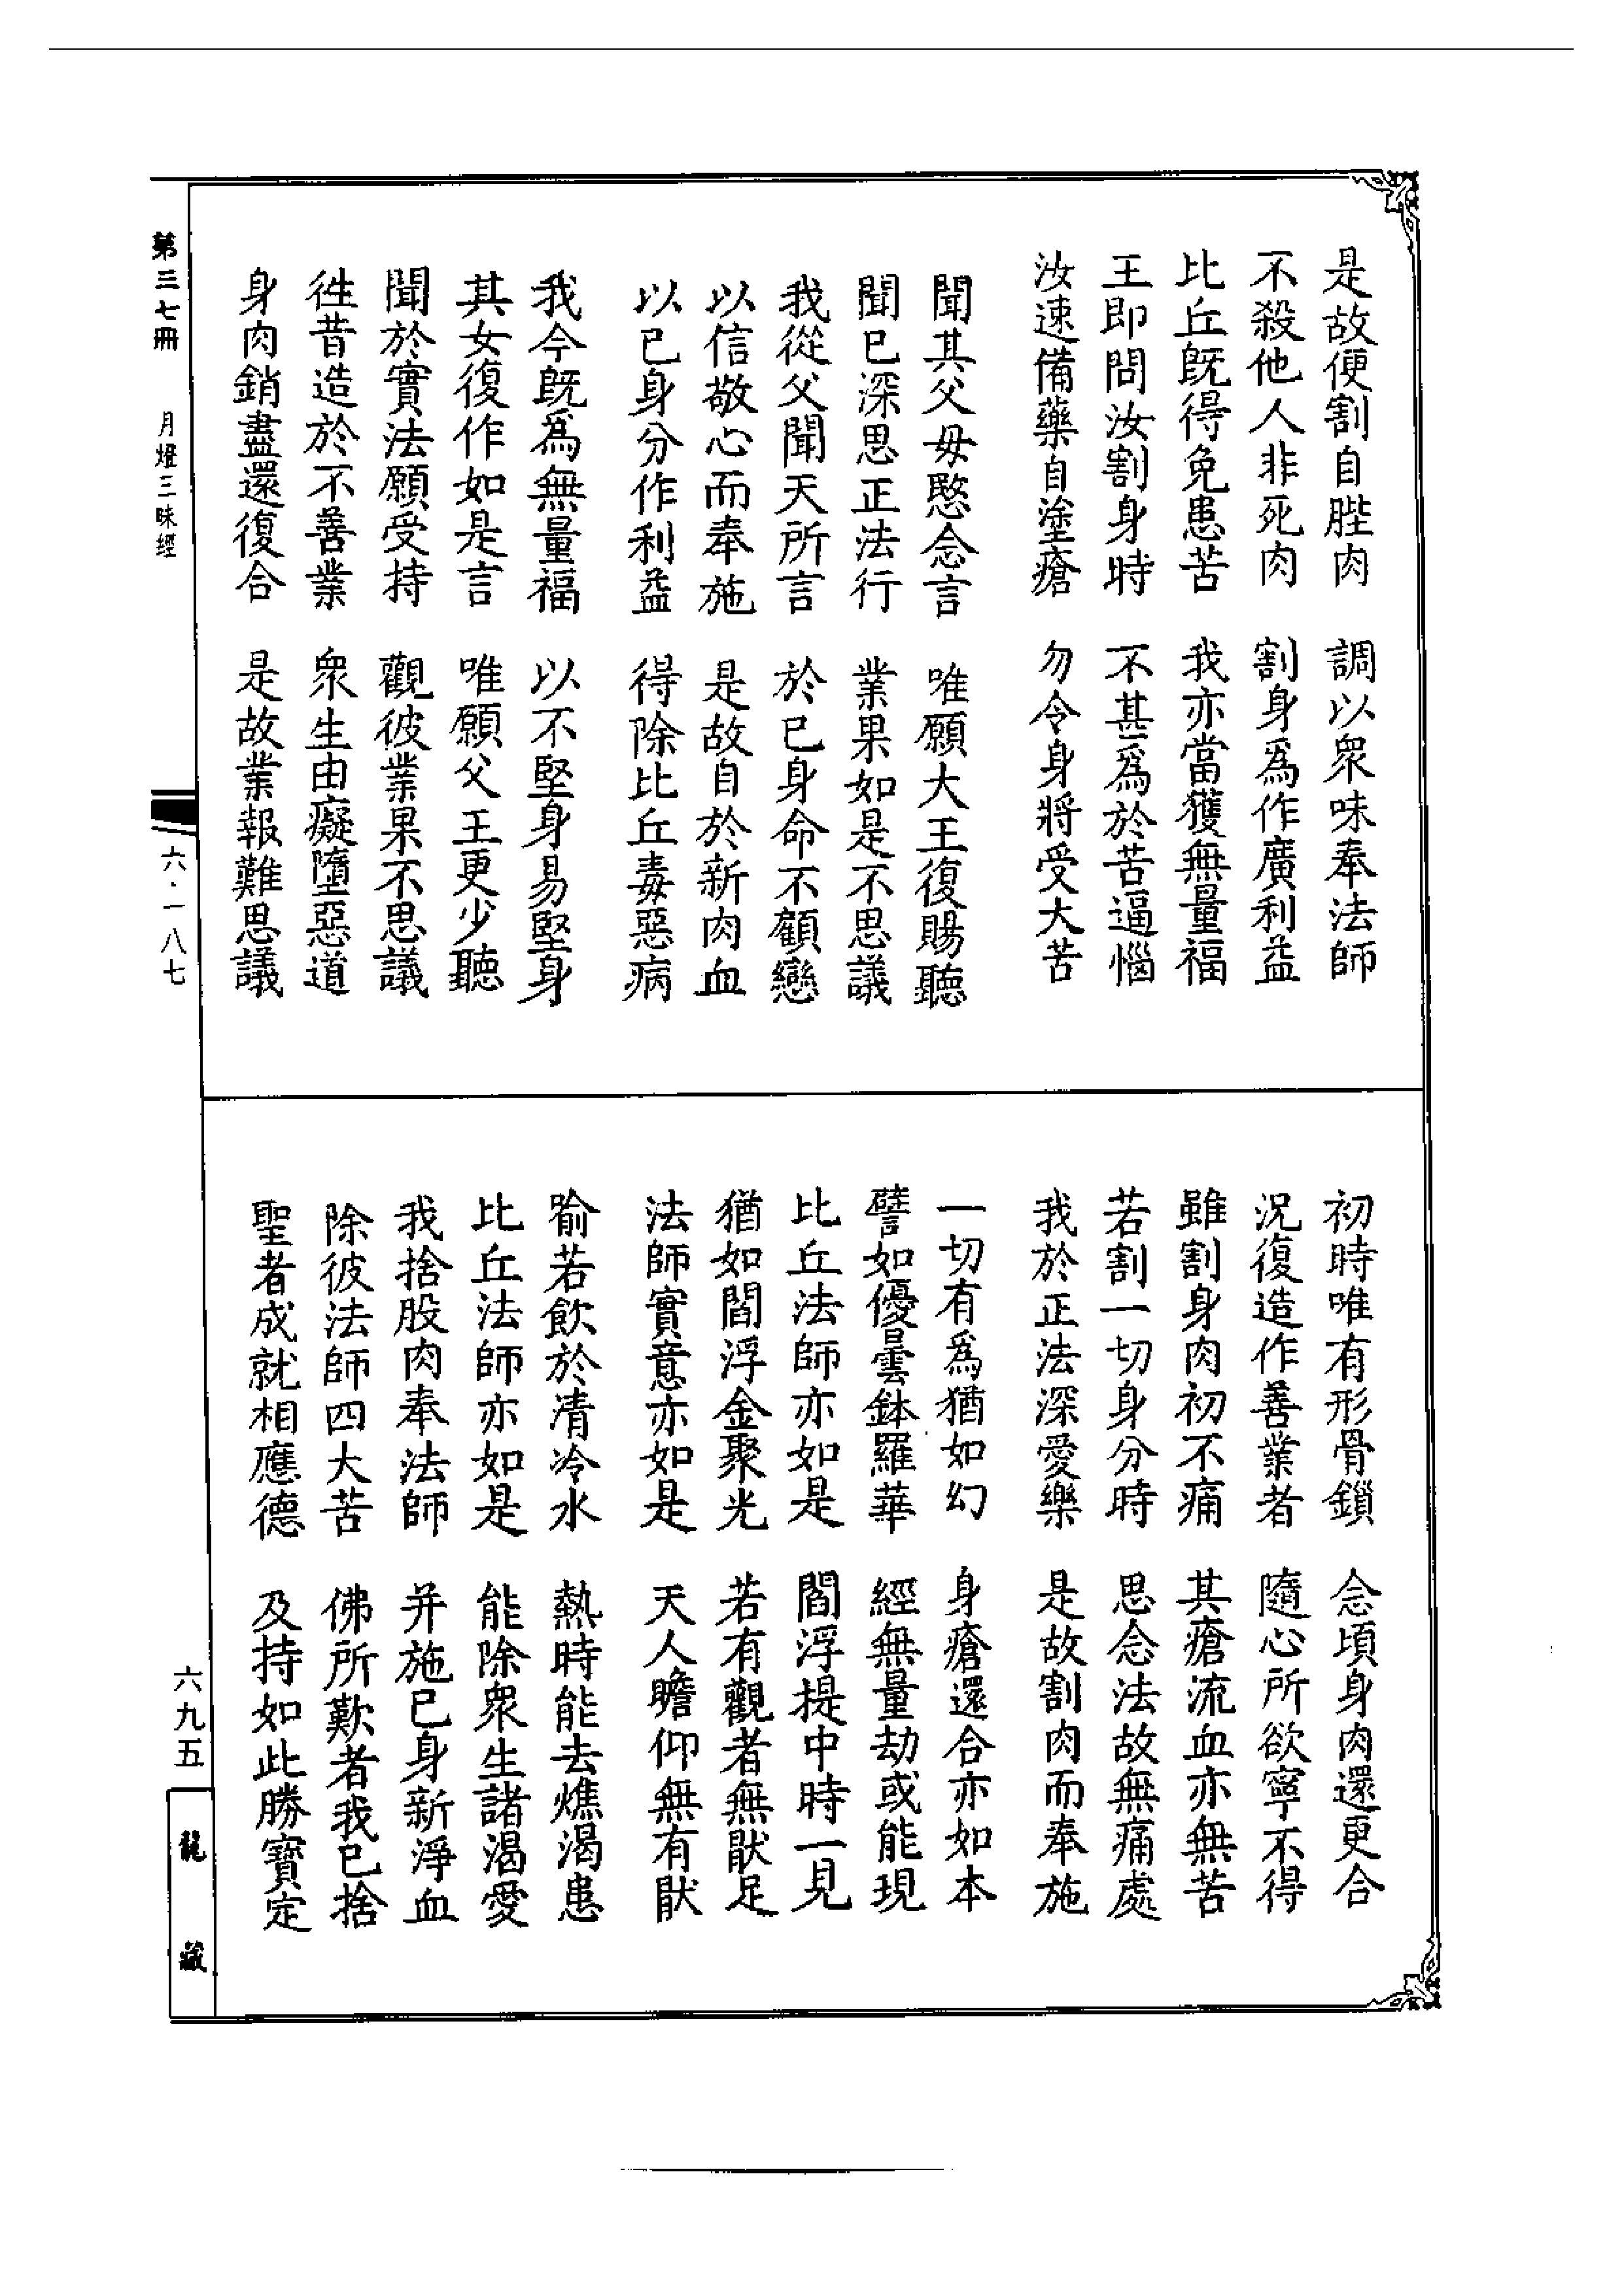 是故便割自䏶肉　調以衆味奉法師
不殺他人非死肉　割身爲作廣利益
比丘既得免患苦　我亦當獲無量福
王即問汝割身時　不甚爲於苦逼惱
汝速備藥自塗瘡　勿令身將受大苦
聞其父母愍念言　唯願大王復賜聽
聞已深思正法行　業果如是不思議
我從父聞天所言　於已身命不顧戀
以信敬心而奉施　是故自於新肉血
以已身分作利益　得除比丘毒惡病
我今既爲無量福　以不堅身易堅身
其女復作如是言　唯願父王更少聽
聞於實法願受持　觀彼業果不思議
徃昔造於不善業　衆生由癡墮惡道
身肉銷盡還復合　是故業報難思議
初時唯有形骨鎖　念頃身肉還更合
況復造作善業者　隨心所欲寧不得
雖割身肉初不痛　其瘡流血亦無苦
若割一切身分時　思念法故無痛處
我於正法深愛樂　是故割肉而奉施
一切有爲猶如幻　身瘡還合亦如本
譬如優曇鉢羅華　經無量劫或能現
比丘法師亦如是　閻浮提中時一見
猶如閻浮金聚光　若有觀者無猒足
法師實意亦如是　天人瞻仰無有猒
喻若飲於清冷水　熱時能去燋渴患
比丘法師亦如是　能除衆生諸渴愛
我捨股肉奉法師　并施已身新淨血
除彼法師四大苦　佛所歎者我已捨
聖者成就相應德　及持如此勝寶定
第三七冊　月燈三昧經
六·一八七
六九五
龍藏